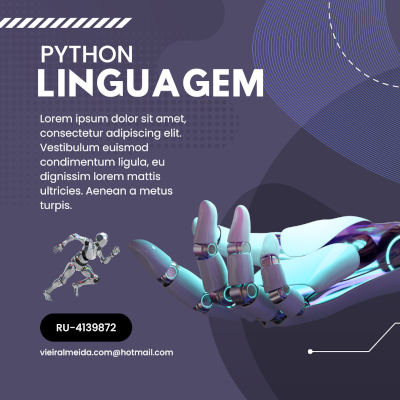 PYTHON
LINGUAGEM
Lorem ipsum dolor sit amet,
consectetur adipiscing elit.
Vestibulum euismod
condimentum ligula, eu
dignissim lorem mattis
ultricies. Aenean a metus
turpis.
RU-4139872
vieiralmeida.com@hotmail.com